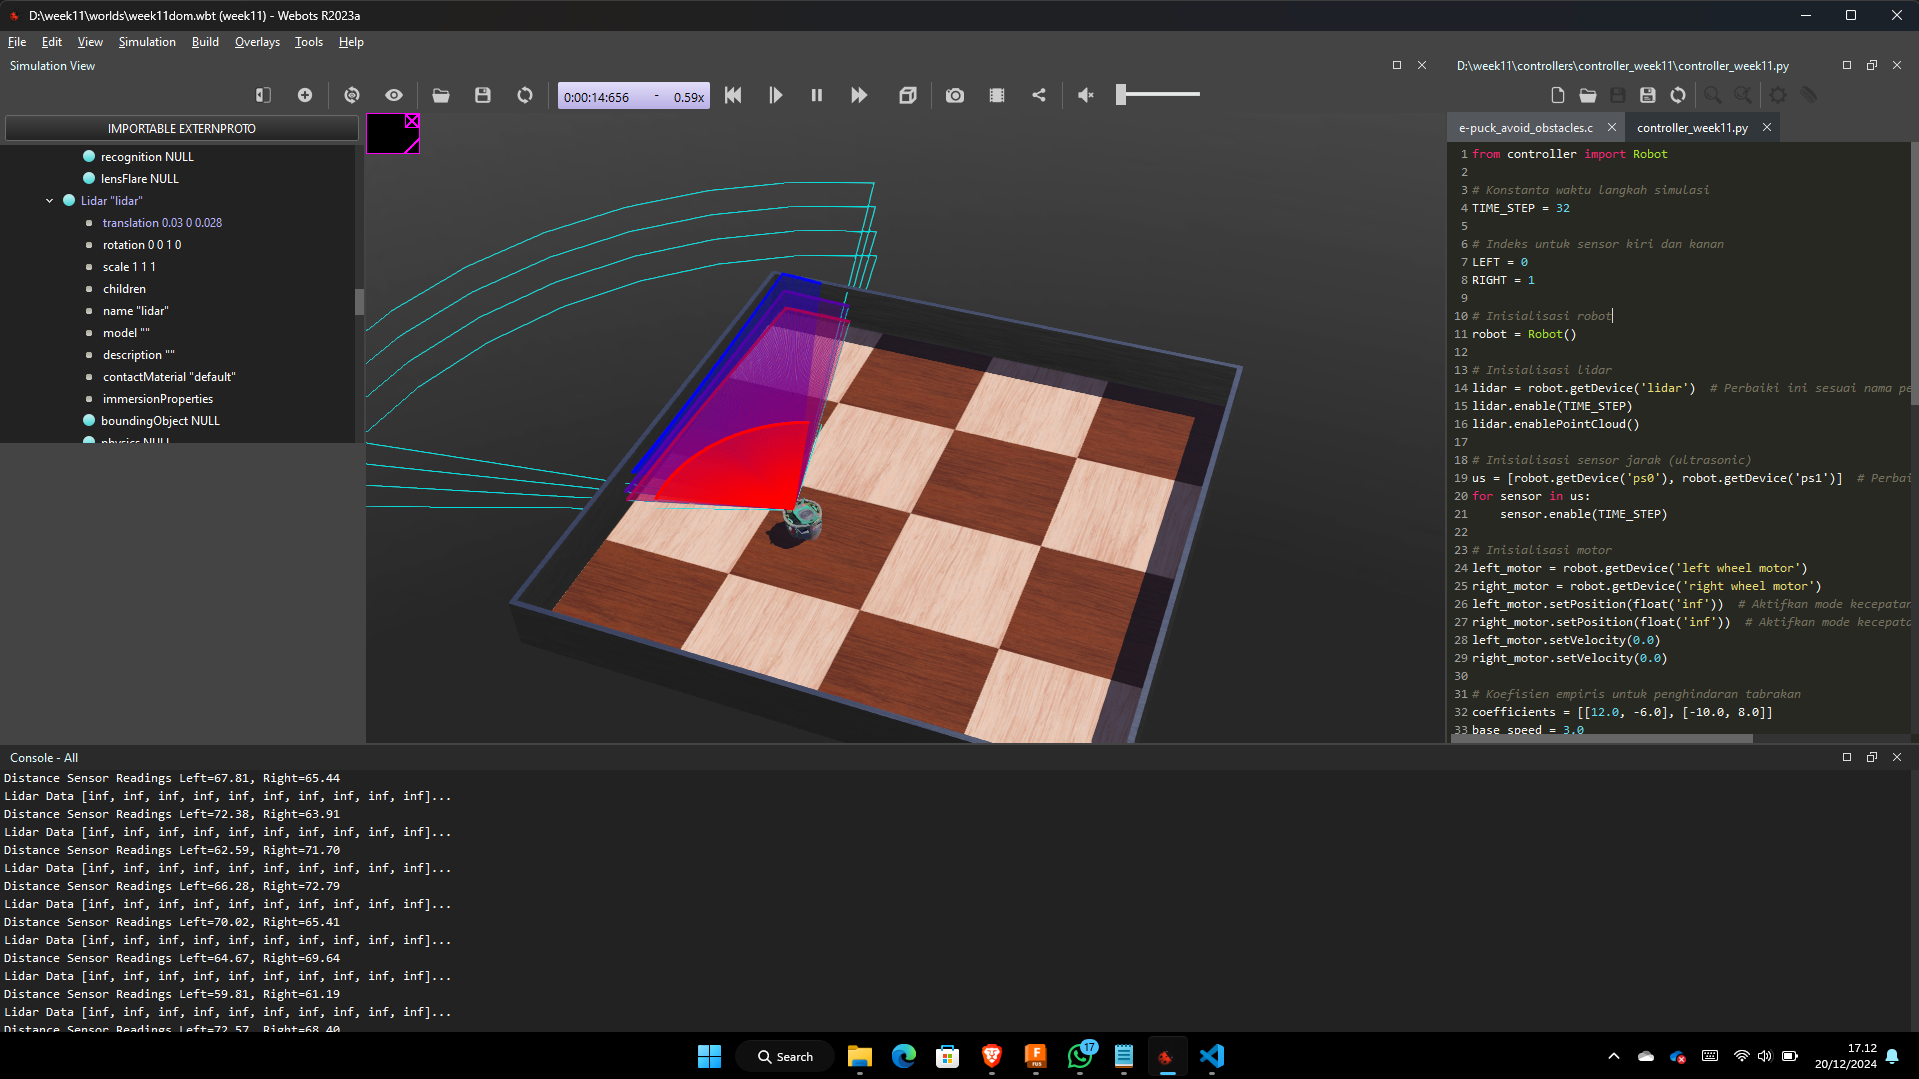 D:\week11\worlds\week11dom.wbt (week11) - Webots R2023a
File Edit View Simulation Build Overlays Tools Help
Simulation View
D:\week11\controllers\controller_week11\controller_week11.py
0:00:14:656 - 0.59x
IMPORTABLE EXTERNPROTO
recognition NULL
lensFlare NULL
Lidar "lidar"
translation 0.03 0 0.028
rotation 0 0 1 0
scale 1 1 1
children
name "lidar"
model ""
description ""
contactMaterial "default"
immersionProperties
boundingObject NULL
physics NULL
e-puck_avoid_obstacles.c controller_week11.py
1 from controller import Robot
2
3 # Konstanta waktu langkah simulasi
4 TIME_STEP = 32
5
6 # Indeks untuk sensor kiri dan kanan
7 LEFT = 0
8 RIGHT = 1
9
10 # Inisialisasi robot
11 robot = Robot()
12
13 # Inisialisasi lidar
14 lidar = robot.getDevice('lidar')  # Perbaiki ini sesuai nama pe
15 lidar.enable(TIME_STEP)
16 lidar.enablePointCloud()
17
18 # Inisialisasi sensor jarak (ultrasonic)
19 us = [robot.getDevice('ps0'), robot.getDevice('ps1')]  # Perbai
20 for sensor in us:
21     sensor.enable(TIME_STEP)
22
23 # Inisialisasi motor
24 left_motor = robot.getDevice('left wheel motor')
25 right_motor = robot.getDevice('right wheel motor')
26 left_motor.setPosition(float('inf'))  # Aktifkan mode kecepatan
27 right_motor.setPosition(float('inf'))  # Aktifkan mode kecepata
28 left_motor.setVelocity(0.0)
29 right_motor.setVelocity(0.0)
30
31 # Koefisien empiris untuk penghindaran tabrakan
32 coefficients = [[12.0, -6.0], [-10.0, 8.0]]
33 base_speed = 3.0
Console - All
Distance Sensor Readings Left=67.81, Right=65.44
Lidar Data [inf, inf, inf, inf, inf, inf, inf, inf, inf, inf]...
Distance Sensor Readings Left=72.38, Right=63.91
Lidar Data [inf, inf, inf, inf, inf, inf, inf, inf, inf, inf]...
Distance Sensor Readings Left=62.59, Right=71.70
Lidar Data [inf, inf, inf, inf, inf, inf, inf, inf, inf, inf]...
Distance Sensor Readings Left=66.28, Right=72.79
Lidar Data [inf, inf, inf, inf, inf, inf, inf, inf, inf, inf]...
Distance Sensor Readings Left=70.02, Right=65.41
Lidar Data [inf, inf, inf, inf, inf, inf, inf, inf, inf, inf]...
Distance Sensor Readings Left=64.67, Right=69.64
Lidar Data [inf, inf, inf, inf, inf, inf, inf, inf, inf, inf]...
Distance Sensor Readings Left=59.81, Right=61.19
Lidar Data [inf, inf, inf, inf, inf, inf, inf, inf, inf, inf]...
Distance Sensor Readings Left=72.57, Right=68.40
Search
F
FUS
17
17.12
20/12/2024